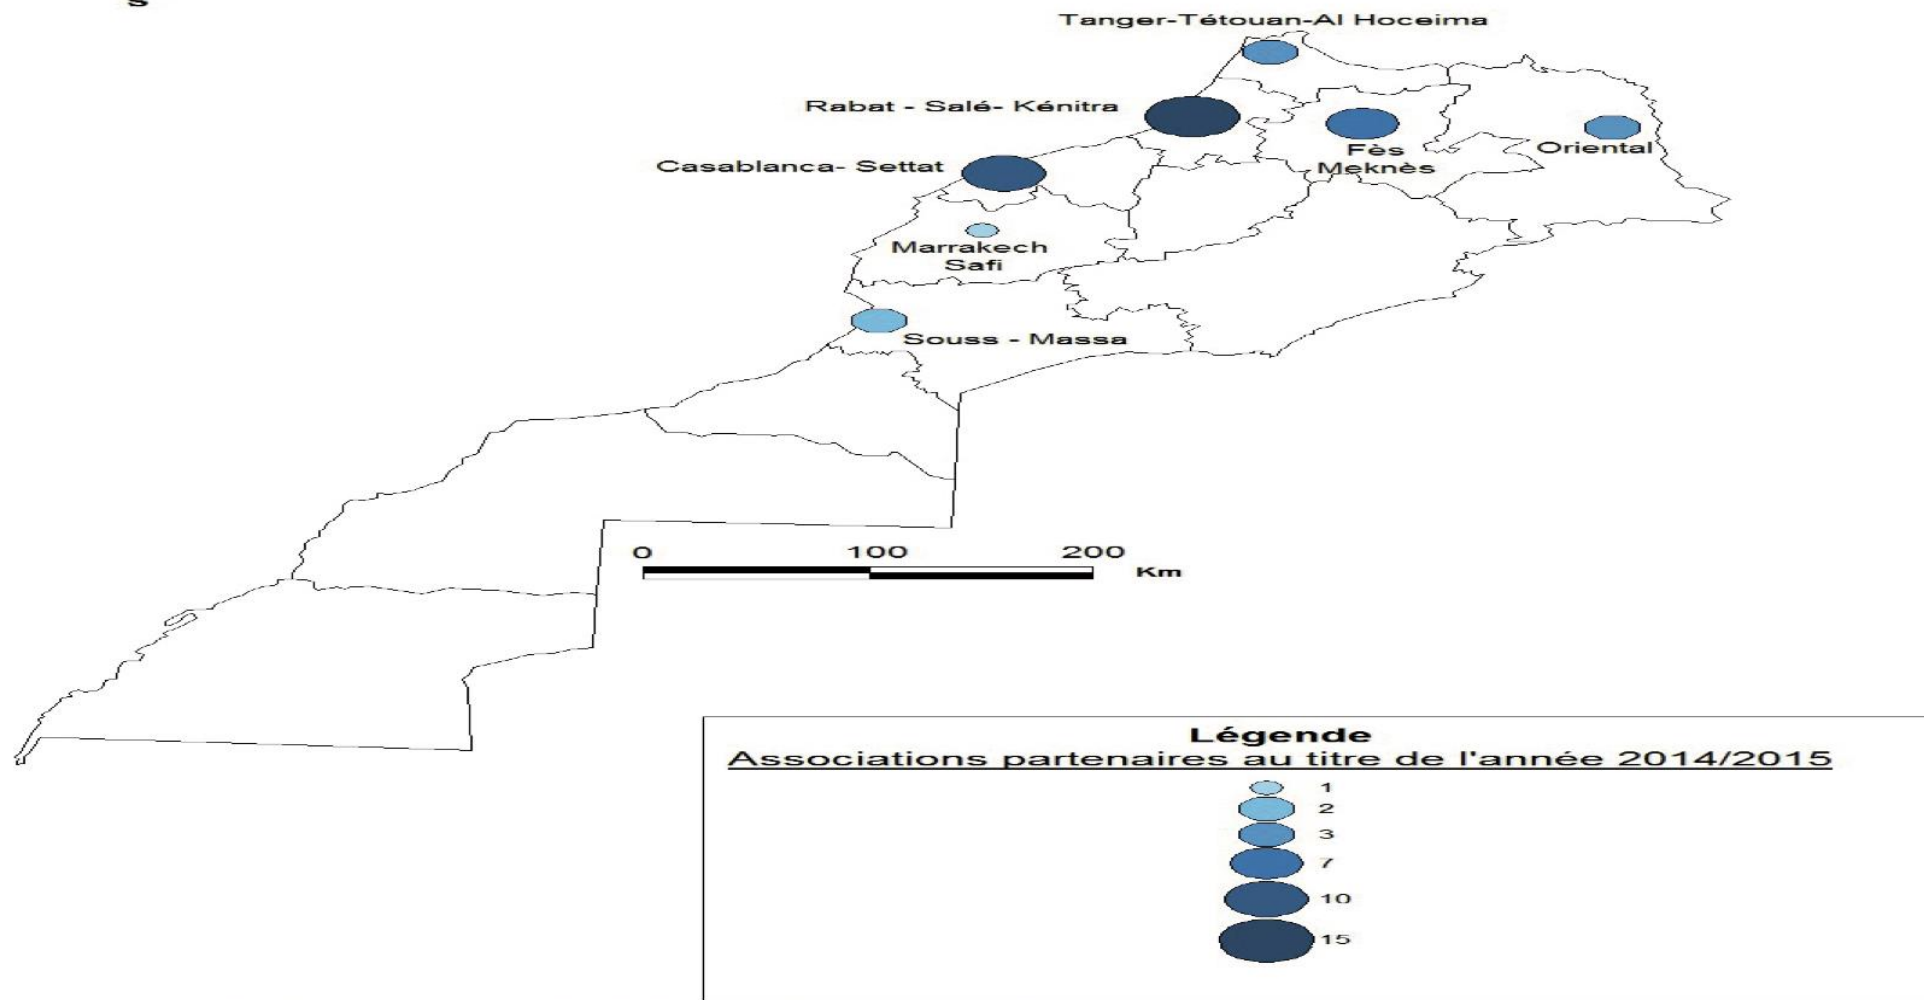 s
Tanger-Tétouan-Al Hoceima
Rabat - Salé- Kénitra
Casablanca- Settat
Fès
Meknès
Oriental
Marrakech
Safi
Souss - Massa
0 100 200
Km
Légende
Associations partenaires au titre de l'année 2014/2015
1
2
3
7
10
15